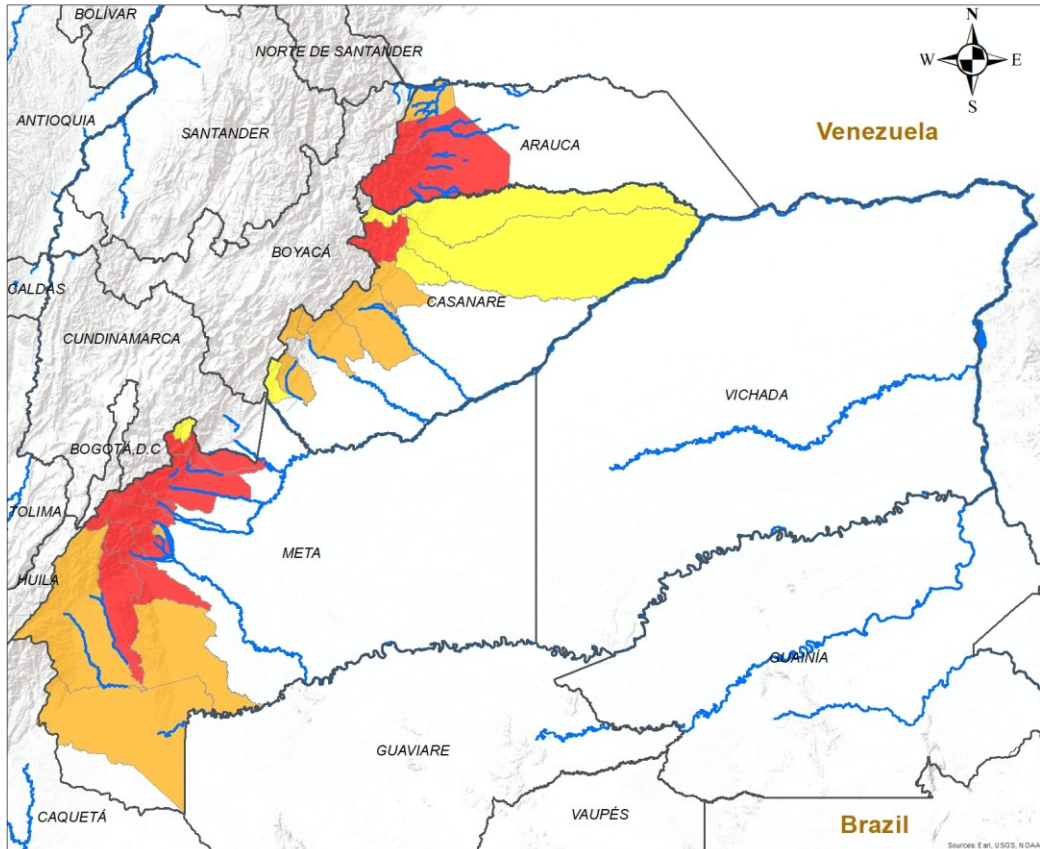 BOLÍVAR
NORTE DE SANTANDER
N
W E
S
ANTIOQUIA
SANTANDER
Venezuela
ARAUCA
BOYACÁ
CALDAS
CASANARE
CUNDINAMARCA
VICHADA
BOGOTÁ, D.C
TOLIMA
META
HUILA
GUAINÍA
GUAVIARE
CAQUETÁ
VAUPÉS
Brazil
Sources: Esri, USGS, NOAA